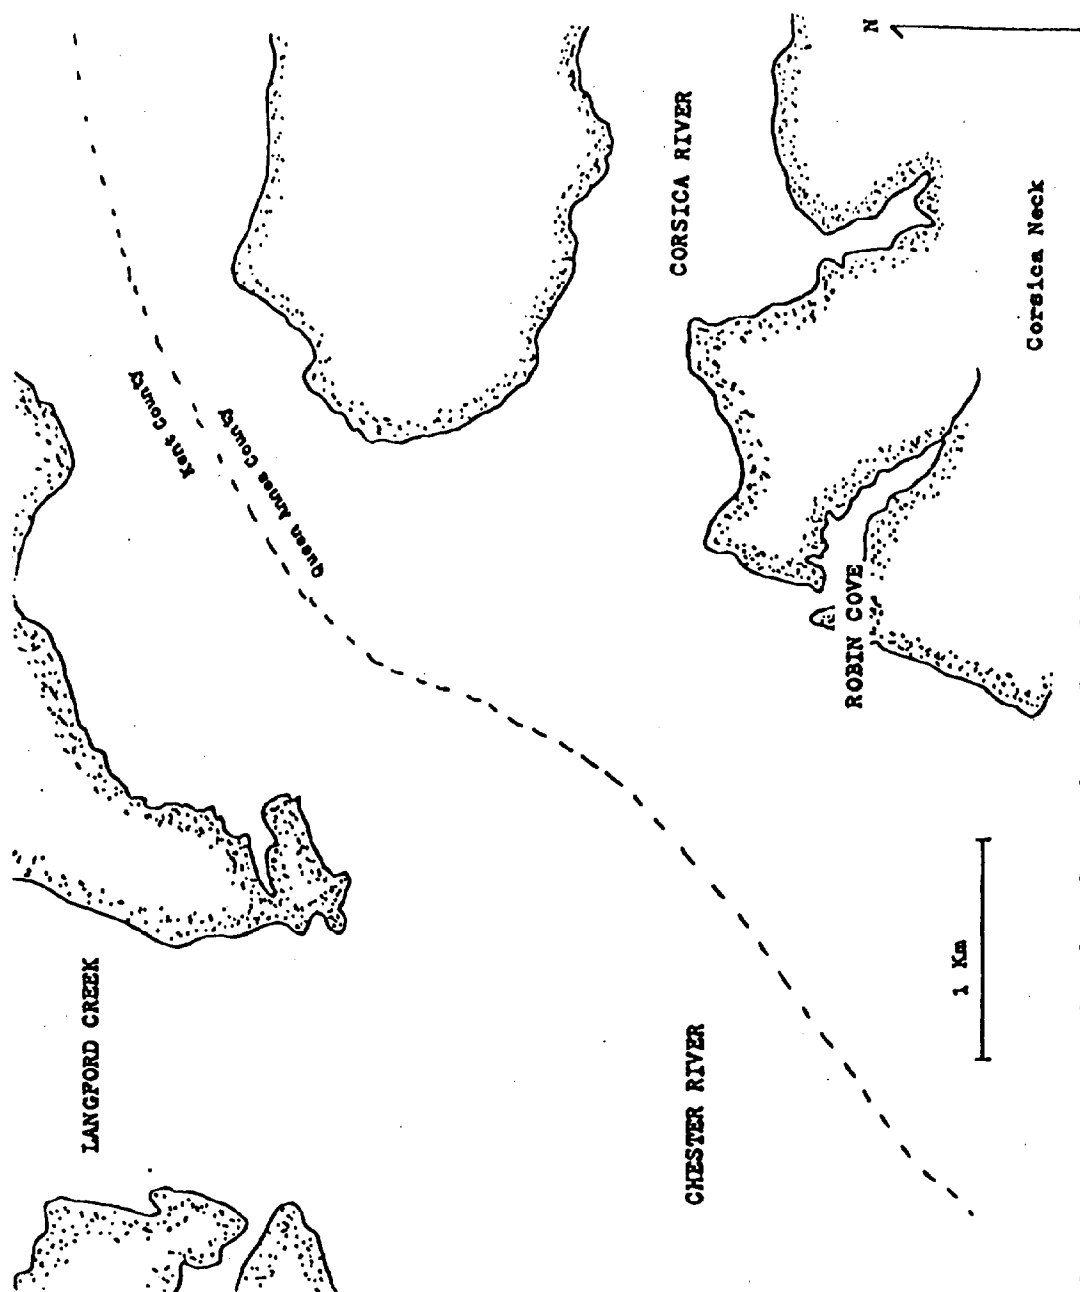 N
LANGFORD CREEK
Kent County
Queen Annes County
CORSICA RIVER
CHESTER RIVER
ROBIN COVE
1 Km
Corsica Neck